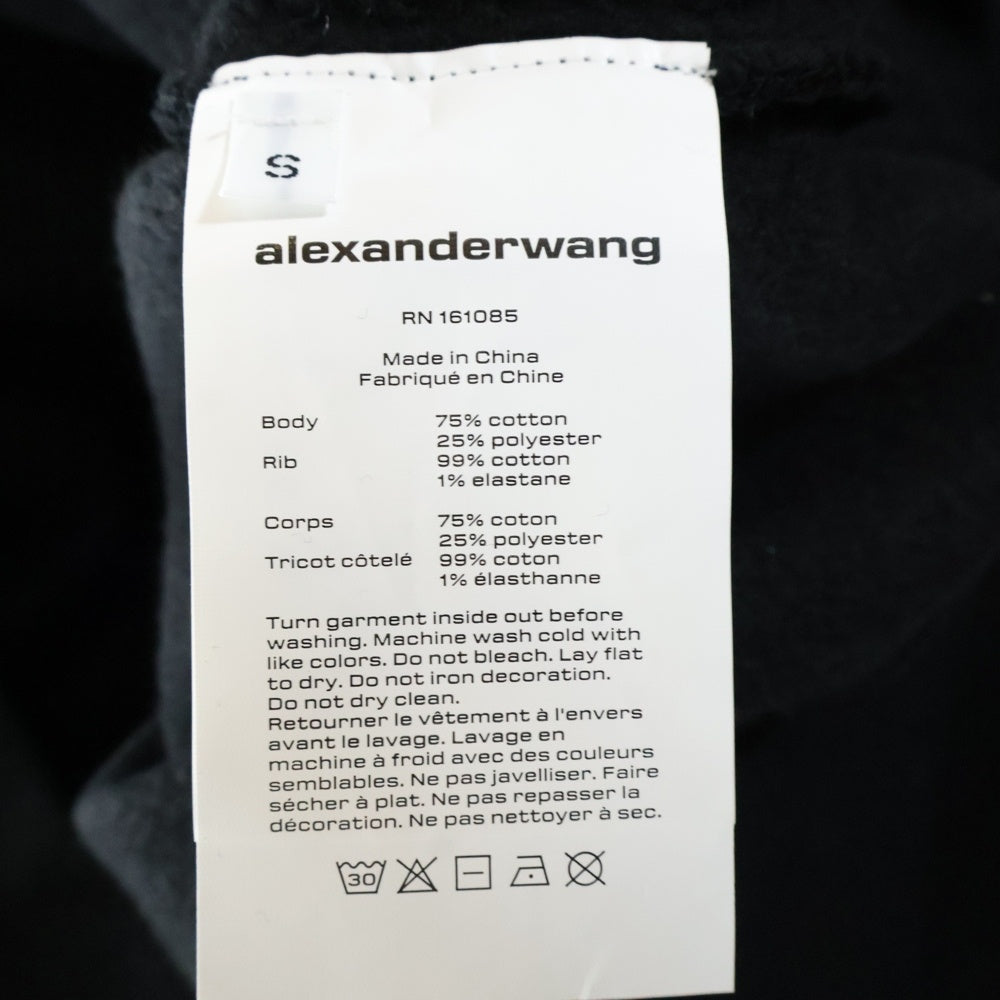 S
alexanderwang
RN 161085
Made in China
Fabriqué en Chine
Body 75% cotton
25% polyester
Rib 99% cotton
1% elastane
Corps 75% coton
25% polyester
Tricot côtelé 99% coton
1% élasthanne
Turn garment inside out before
washing. Machine wash cold with
like colors. Do not bleach. Lay flat
to dry. Do not iron decoration.
Do not dry clean.
Retourner le vêtement à l'envers
avant le lavage. Lavage en
machine à froid avec des couleurs
semblables. Ne pas javelliser. Faire
sécher à plat. Ne pas repasser la
décoration. Ne pas nettoyer à sec.
30